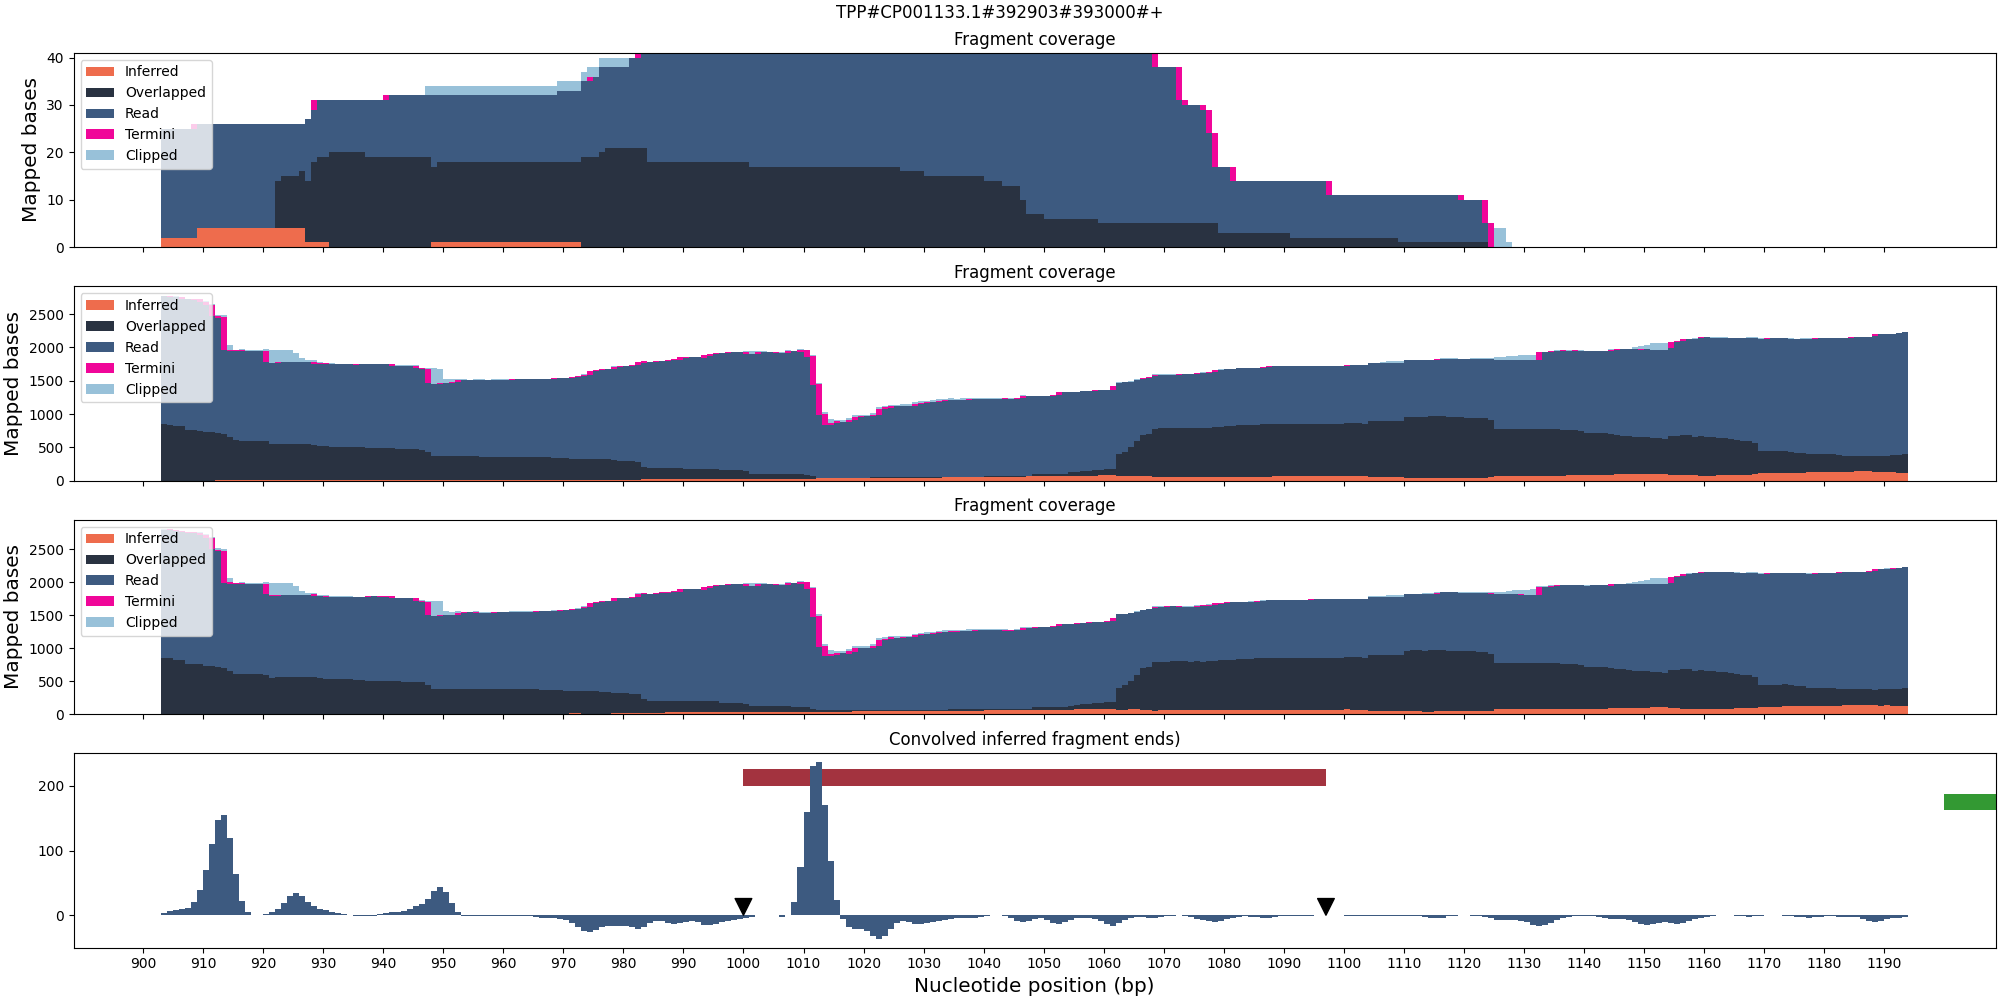 TPP#CP001133.1#392903#393000#+
Fragment coverage
Mapped bases
40
30
20
10
0
Inferred
Overlapped
Read
Termini
Clipped
Fragment coverage
Mapped bases
2500
2000
1500
1000
500
0
Inferred
Overlapped
Read
Termini
Clipped
Fragment coverage
Mapped bases
2500
2000
1500
1000
500
0
Inferred
Overlapped
Read
Termini
Clipped
Convolved inferred fragment ends)
200
100
0
900 910 920 930 940 950 960 970 980 990 1000 1010 1020 1030 1040 1050 1060 1070 1080 1090 1100 1110 1120 1130 1140 1150 1160 1170 1180 1190
Nucleotide position (bp)